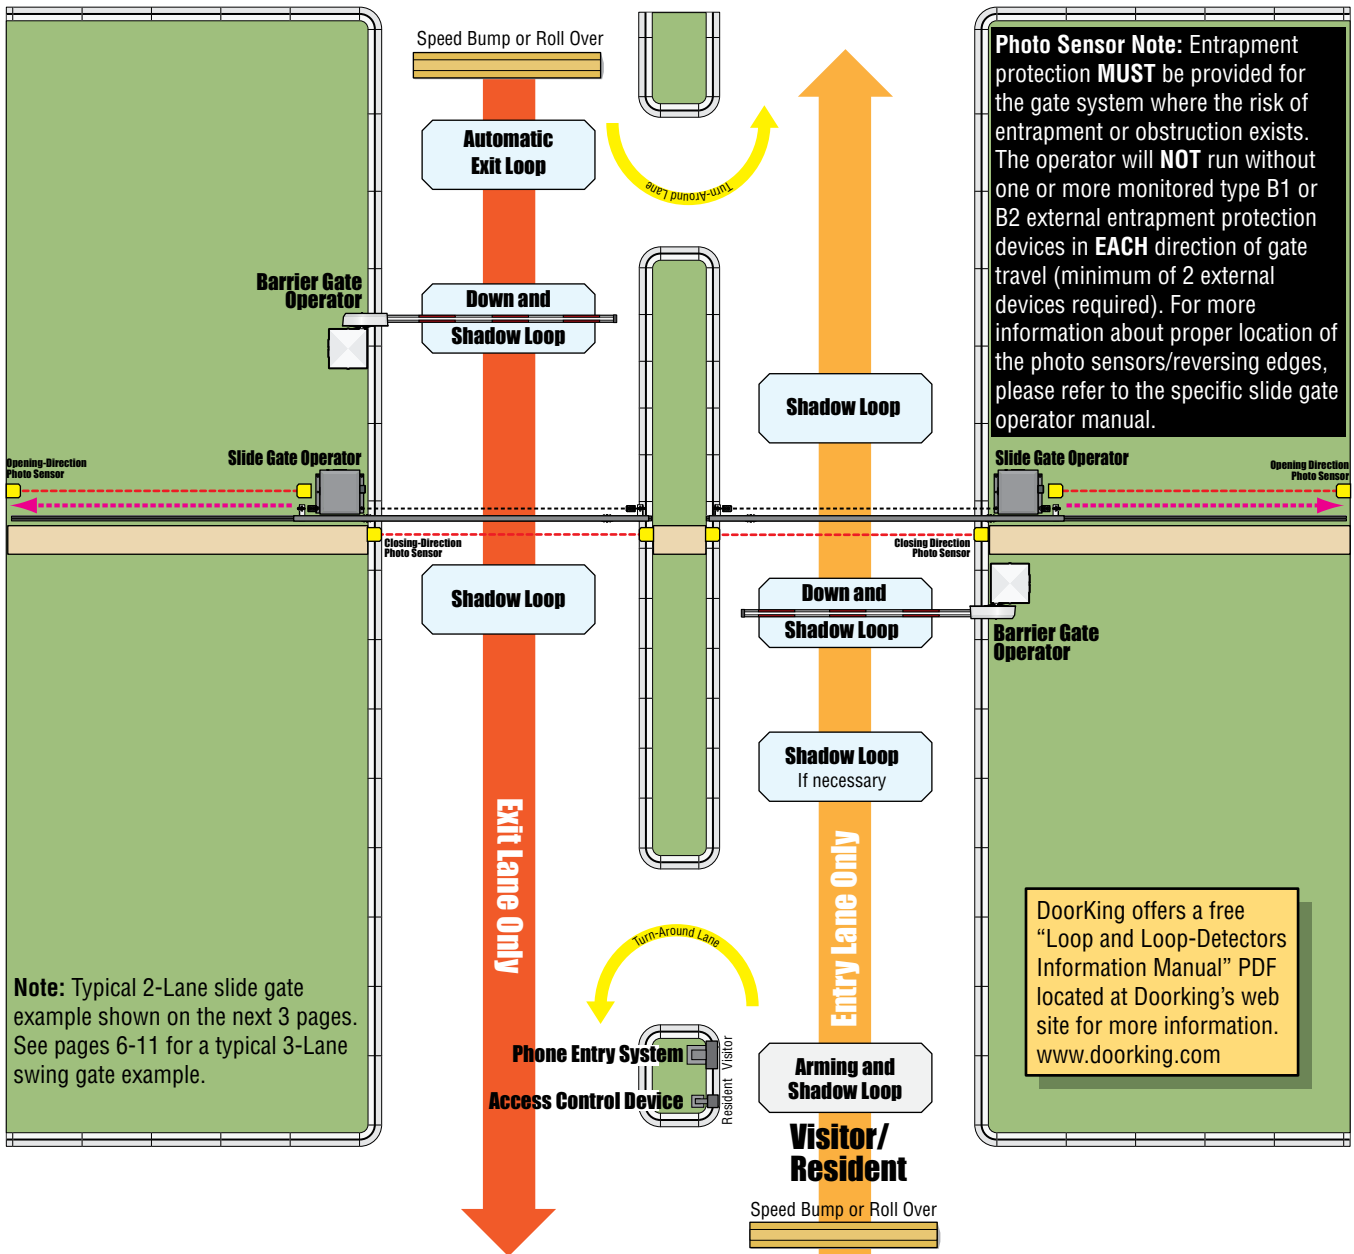 Speed Bump or Roll Over
Automatic
Exit Loop
Turn-Around Lane
Photo Sensor Note: Entrapment
protection MUST be provided for
the gate system where the risk of
entrapment or obstruction exists.
The operator will NOT run without
one or more monitored type B1 or
B2 external entrapment protection
devices in EACH direction of gate
travel (minimum of 2 external
devices required). For more
information about proper location of
the photo sensors/reversing edges,
please refer to the specific slide gate
operator manual.
Barrier Gate
Operator
Down and
Shadow Loop
Shadow Loop
Opening-Direction
Photo Sensor
Slide Gate Operator
Slide Gate Operator
Opening Direction
Photo Sensor
Closing-Direction
Photo Sensor
Closing Direction
Photo Sensor
Shadow Loop
Down and
Shadow Loop
Barrier Gate
Operator
Shadow Loop
If necessary
Exit Lane Only
Entry Lane Only
Turn-Around Lane
DoorKing offers a free
“Loop and Loop-Detectors
Information Manual” PDF
located at Doorking’s web
site for more information.
www.doorking.com
Note: Typical 2-Lane slide gate
example shown on the next 3 pages.
See pages 6-11 for a typical 3-Lane
swing gate example.
Phone Entry System
Visitor
Access Control Device
Resident
Arming and
Shadow Loop
Visitor/
Resident
Speed Bump or Roll Over